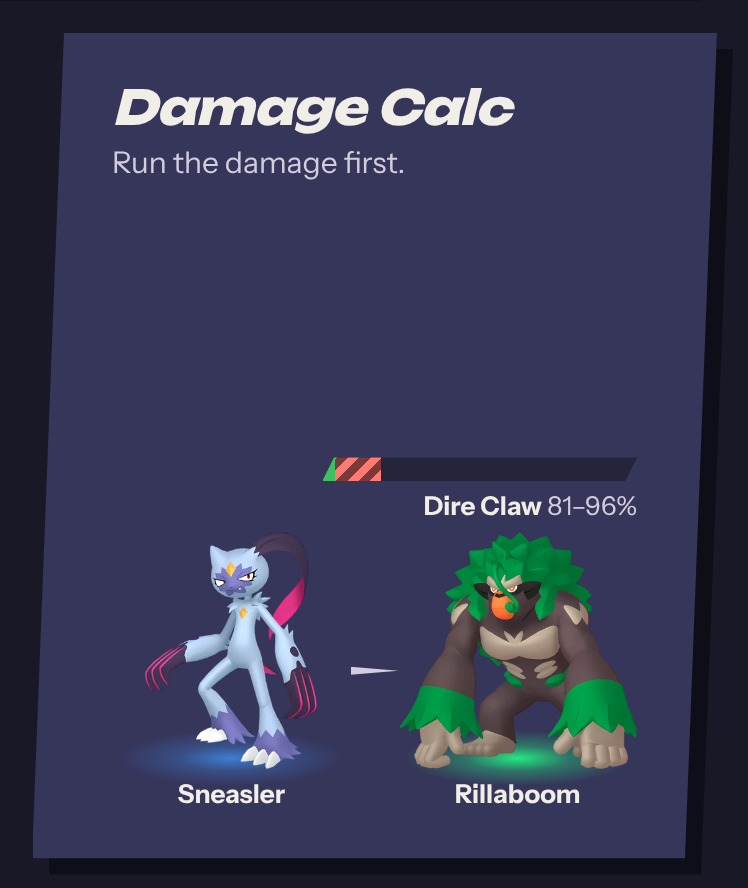 Damage Calc
Run the damage first.
Dire Claw 81–96%
Sneasler
Rillaboom